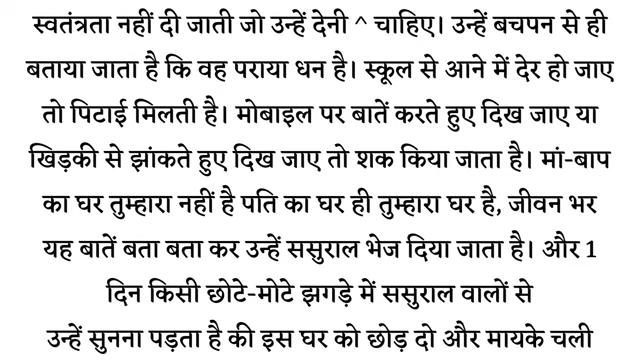 स्वतंत्रता नहीं दी जाती जो उन्हें देनी ^ चाहिए। उन्हें बचपन से ही
बताया जाता है कि वह पराया धन है। स्कूल से आने में देर हो जाए
तो पिटाई मिलती है। मोबाइल पर बातें करते हुए दिख जाए या
खिड़की से झांकते हुए दिख जाए तो शक किया जाता है। मां-बाप
का घर तुम्हारा नहीं है पति का घर ही तुम्हारा घर है, जीवन भर
यह बातें बता बता कर उन्हें ससुराल भेज दिया जाता है। और 1
दिन किसी छोटे-मोटे झगड़े में ससुराल वालों से
उन्हें सुनना पड़ता है की इस घर को छोड़ दो और मायके चली